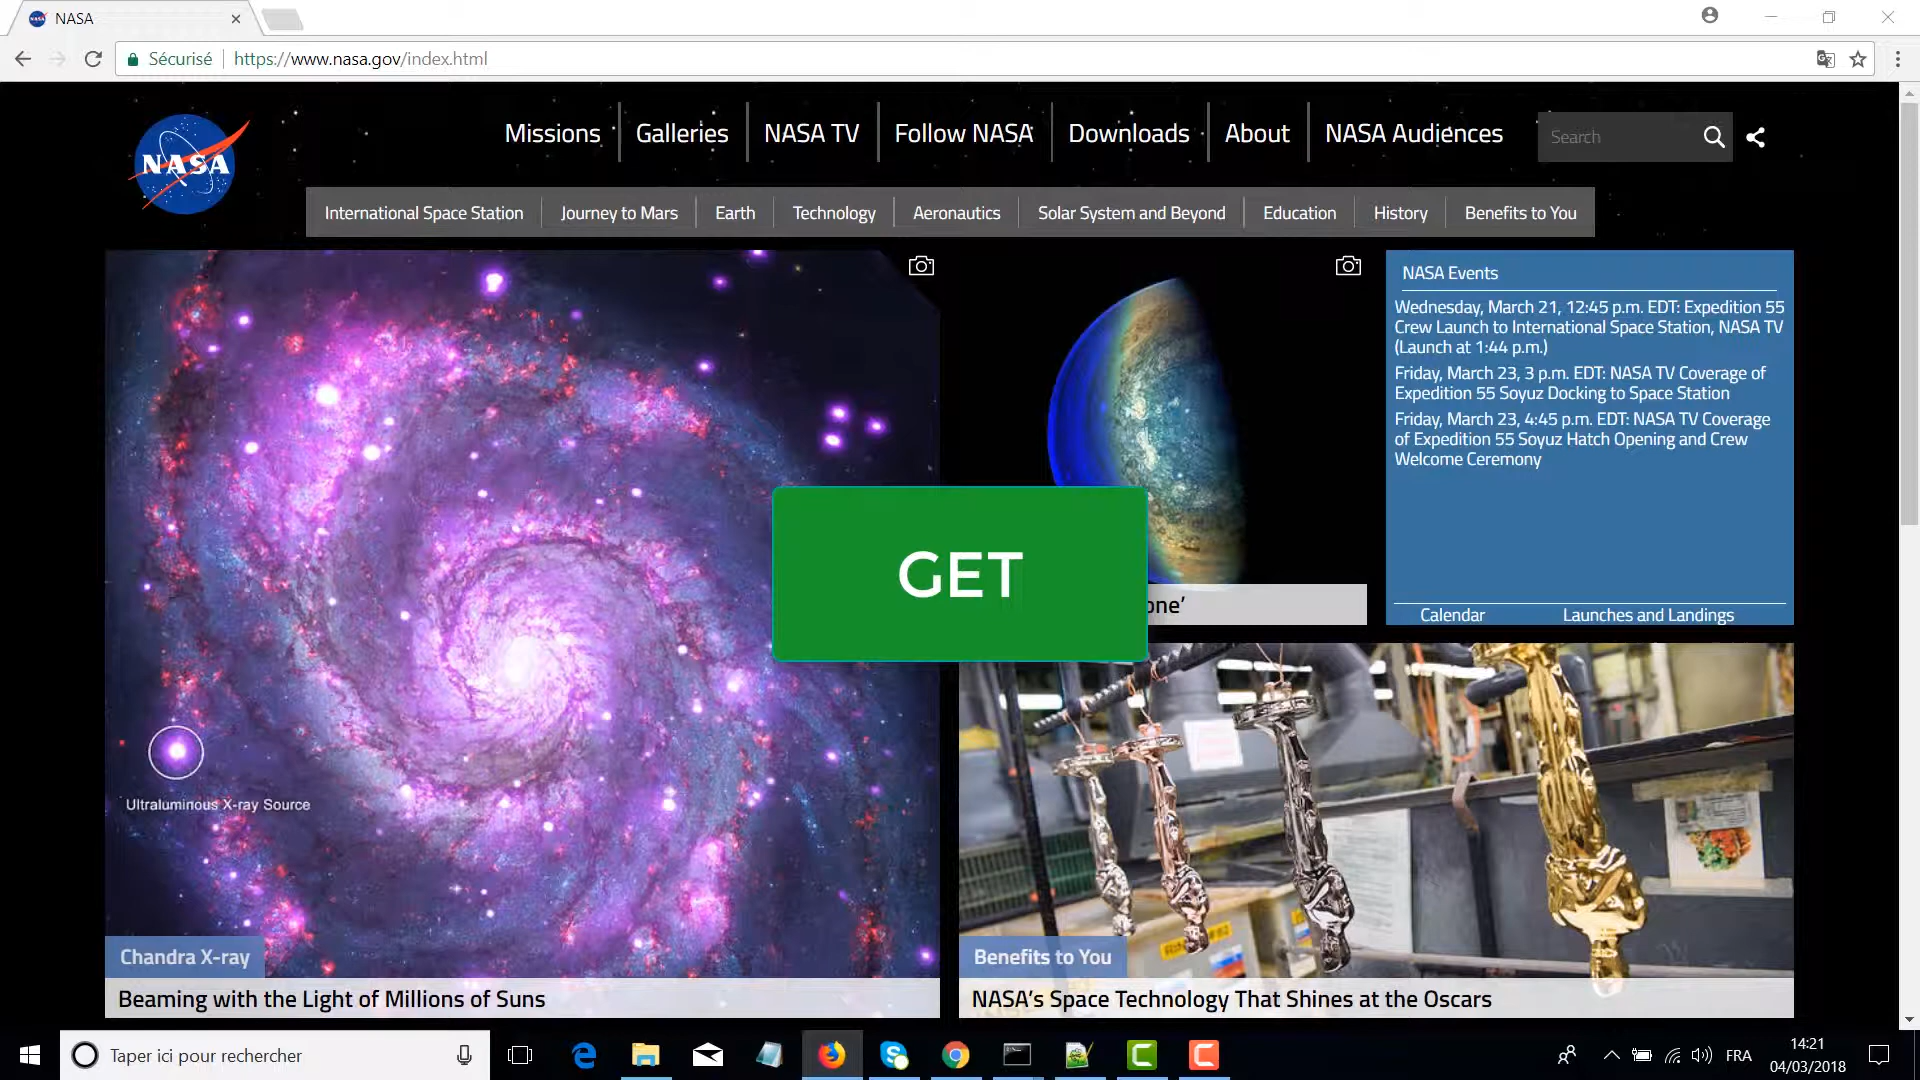 NASA
Sécurisé https://www.nasa.gov/index.html
NASA
Missions
Galleries
NASA TV
Follow NASA
Downloads
About
NASA Audiences
Search
International Space Station
Journey to Mars
Earth
Technology
Aeronautics
Solar System and Beyond
Education
History
Benefits to You
NASA Events
Wednesday, March 21, 12:45 p.m. EDT: Expedition 55
Crew Launch to International Space Station, NASA TV
(Launch at 1:44 p.m.)
Friday, March 23, 3 p.m. EDT: NASA TV Coverage of
Expedition 55 Soyuz Docking to Space Station
Friday, March 23, 4:45 p.m. EDT: NASA TV Coverage
of Expedition 55 Soyuz Hatch Opening and Crew
Welcome Ceremony
Calendar
Launches and Landings
GET
one’
Ultraluminous X-ray Source
Chandra X-ray
Beaming with the Light of Millions of Suns
Benefits to You
NASA’s Space Technology That Shines at the Oscars
Taper ici pour rechercher
FRA
14:21
04/03/2018